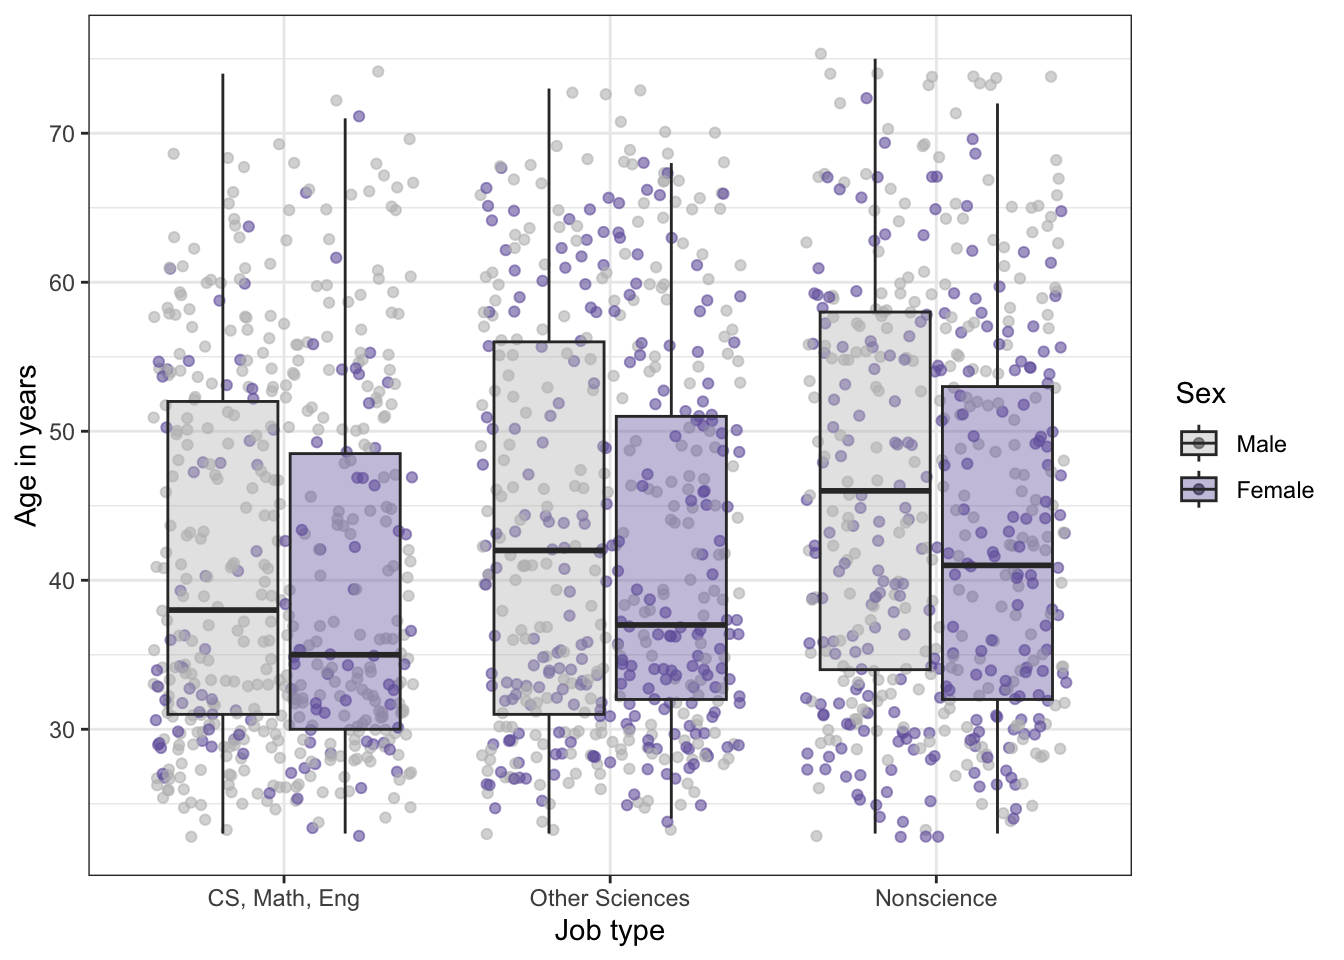 70
60
50
40
30
Age in years
CS, Math, Eng
Other Sciences
Nonscience
Job type
Sex
Male
Female